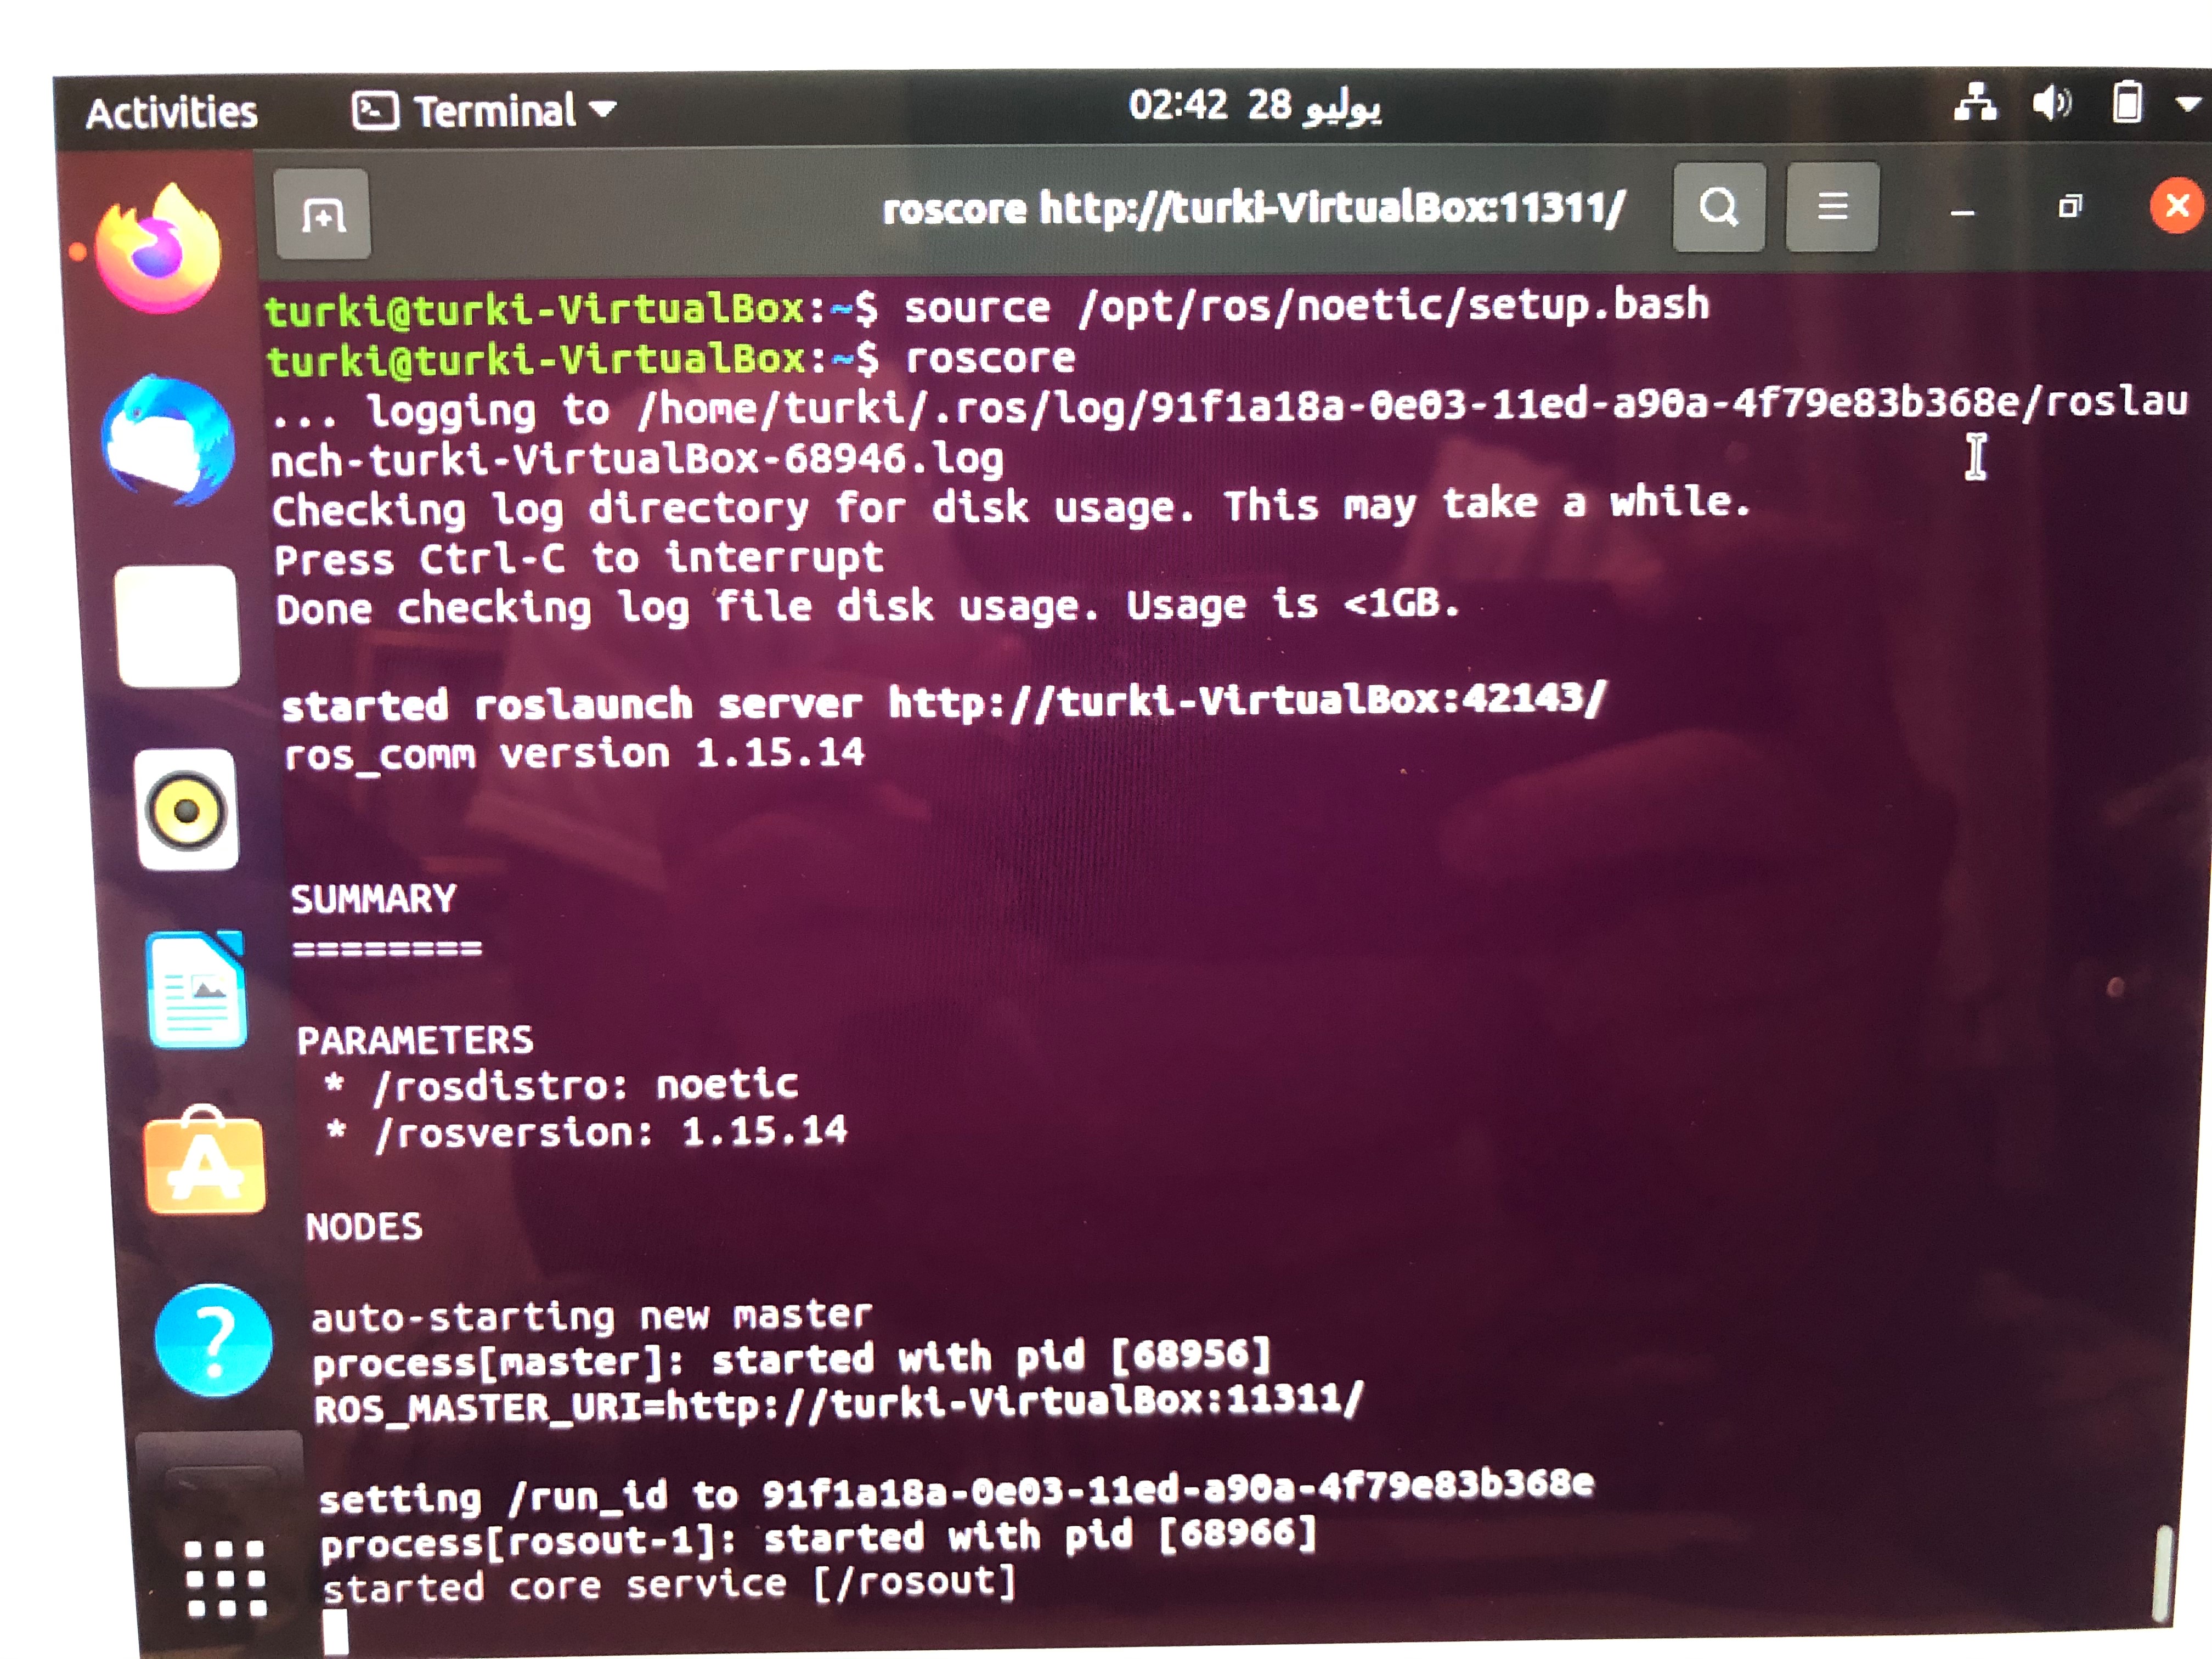 Activities Terminal 02:42 28 يوليو
roscore http://turki-VirtualBox:11311/
turki@turki-VirtualBox:~$ source /opt/ros/noetic/setup.bash
turki@turki-VirtualBox:~$ roscore
... logging to /home/turki/.ros/log/91f1a18a-0e03-11ed-a90a-4f79e83b368e/roslau
nch-turki-VirtualBox-68946.log
Checking log directory for disk usage. This may take a while.
Press Ctrl-C to interrupt
Done checking log file disk usage. Usage is <1GB.
started roslaunch server http://turki-VirtualBox:42143/
ros_comm version 1.15.14
SUMMARY
========
PARAMETERS
* /rosdistro: noetic
* /rosversion: 1.15.14
NODES
auto-starting new master
process[master]: started with pid [68956]
ROS_MASTER_URI=http://turki-VirtualBox:11311/
setting /run_id to 91f1a18a-0e03-11ed-a90a-4f79e83b368e
process[rosout-1]: started with pid [68966]
started core service [/rosout]